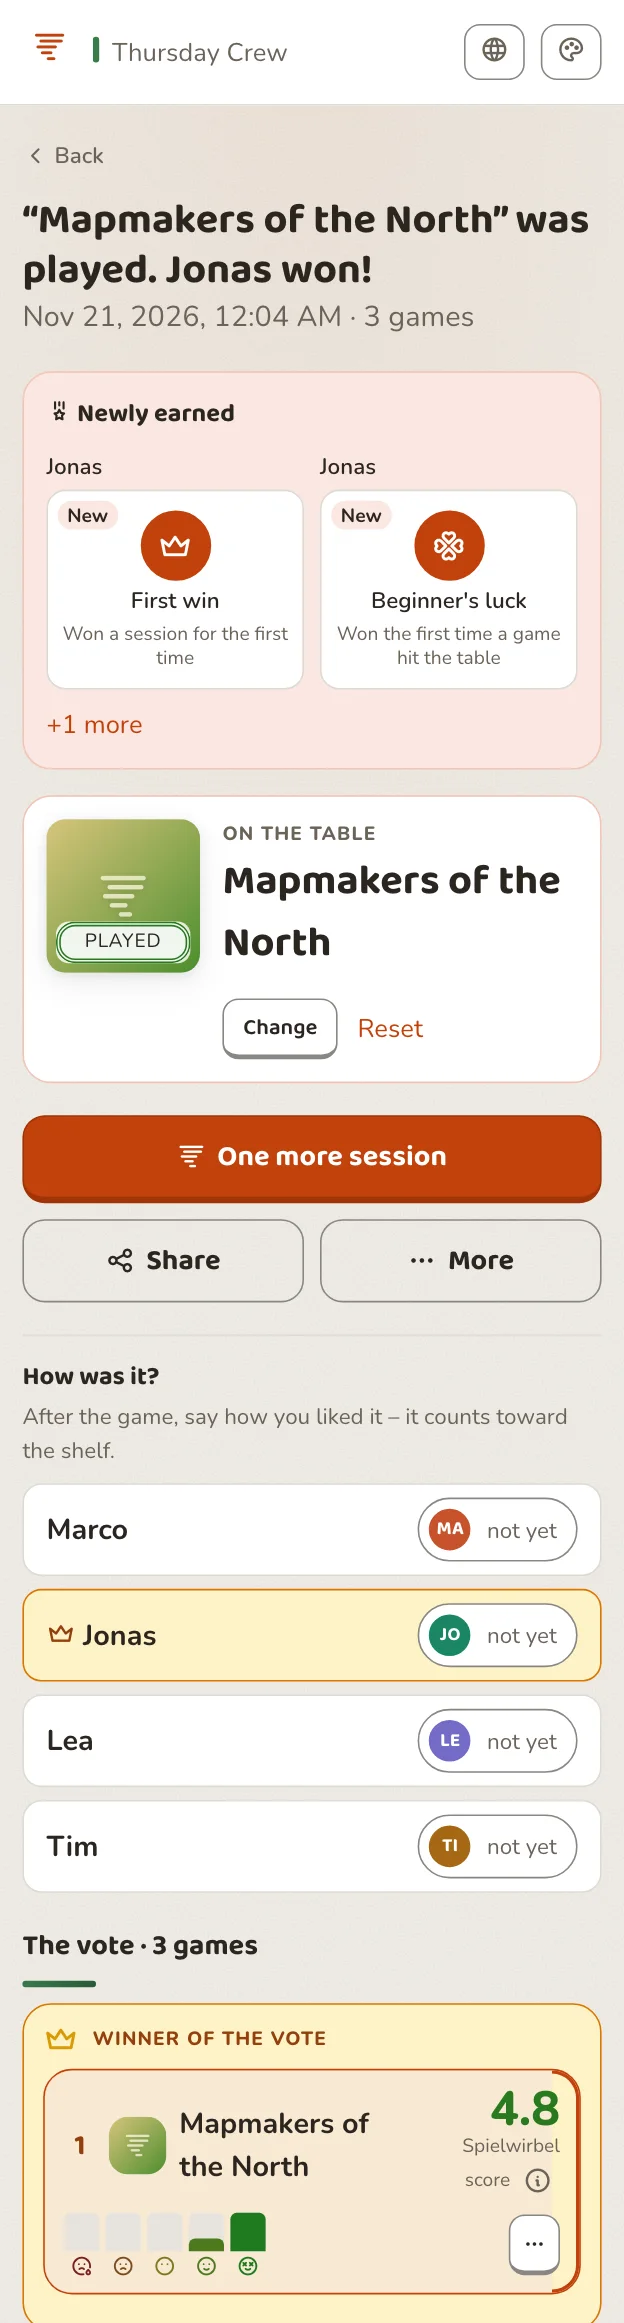 Thursday Crew
Back
“Mapmakers of the North” was
played. Jonas won!
Nov 21, 2026, 12:04 AM · 3 games
Newly earned
Jonas
New
First win
Won a session for the first
time
Jonas
New
Beginner's luck
Won the first time a game
hit the table
+1 more
PLAYED
ON THE TABLE
Mapmakers of the
North
Change
Reset
One more session
Share
More
How was it?
After the game, say how you liked it – it counts toward
the shelf.
Marco
MA
not yet
Jonas
JO
not yet
Lea
LE
not yet
Tim
TI
not yet
The vote · 3 games
WINNER OF THE VOTE
1
Mapmakers of
the North
4.8
Spielwirbel
score